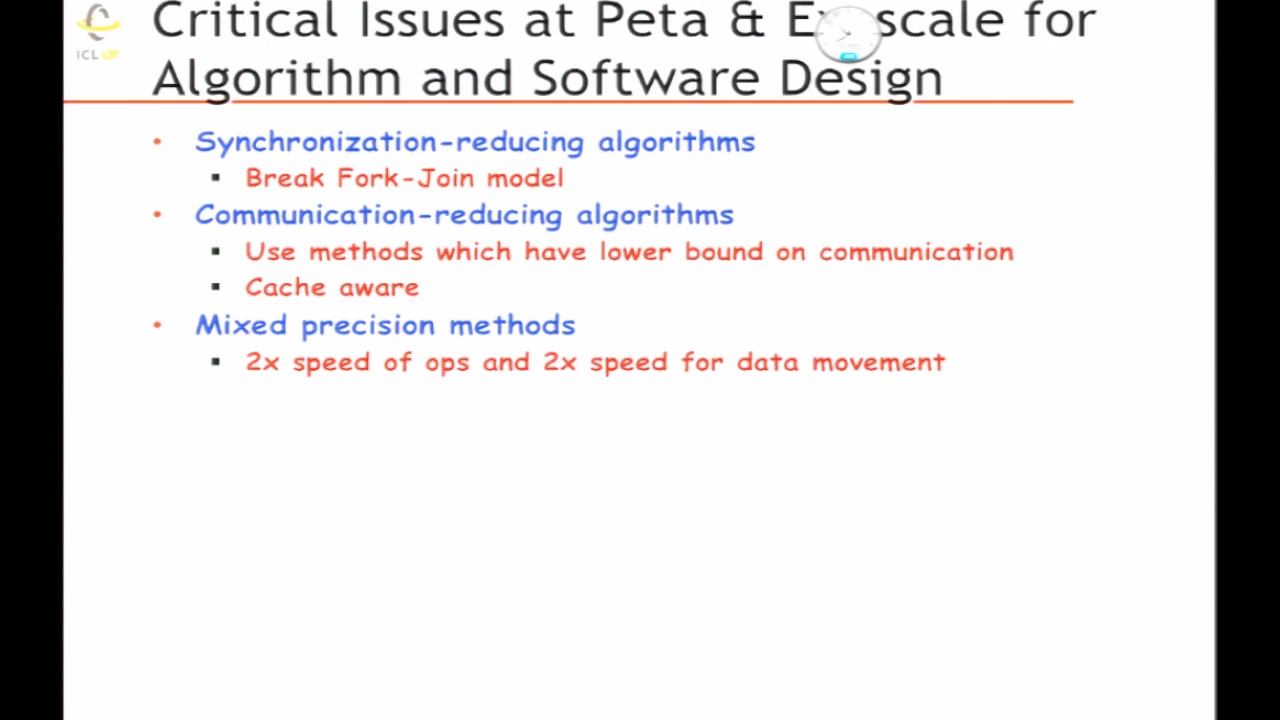 Critical Issues at Peta & E scale for
Algorithm and Software Design
ICL UT
• Synchronization-reducing algorithms
▪ Break Fork-Join model
• Communication-reducing algorithms
▪ Use methods which have lower bound on communication
▪ Cache aware
• Mixed precision methods
▪ 2x speed of ops and 2x speed for data movement